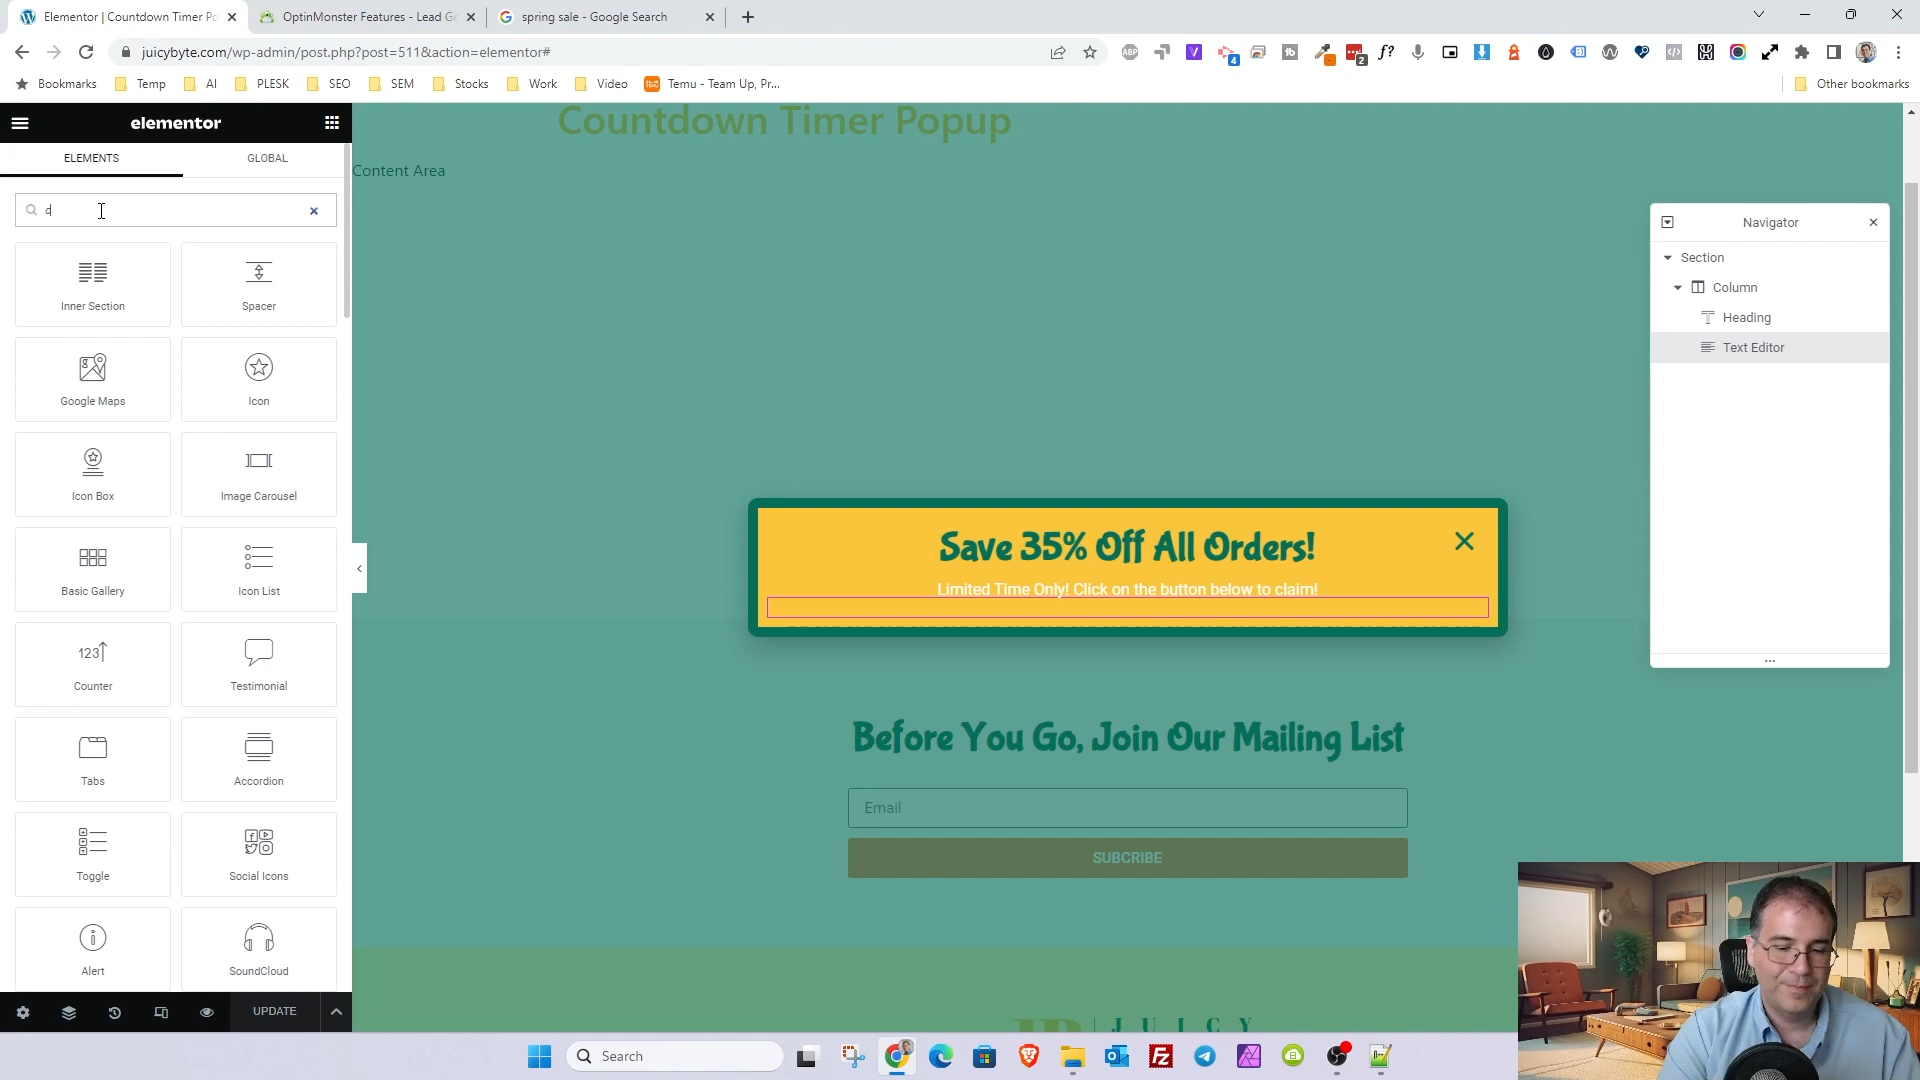 Elementor | Countdown Timer Po
OptinMonster Features - Lead Ge
spring sale - Google Search
juicybyte.com/wp-admin/post.php?post=511&action=elementor#
Bookmarks
Temp
AI
PLESK
SEO
SEM
Stocks
Work
Video
Temu - Team Up, Pr...
Other bookmarks
elementor
ELEMENTS
GLOBAL
Inner Section
Spacer
Google Maps
Icon
Icon Box
Image Carousel
Basic Gallery
Icon List
Counter
Testimonial
Tabs
Accordion
Toggle
Social Icons
Alert
SoundCloud
UPDATE
Countdown Timer Popup
Content Area
Save 35% Off All Orders!
Limited Time Only! Click on the button below to claim!
Before You Go, Join Our Mailing List
Email
SUBCRIBE
JUICY
Navigator
Section
Column
Heading
Text Editor
Search